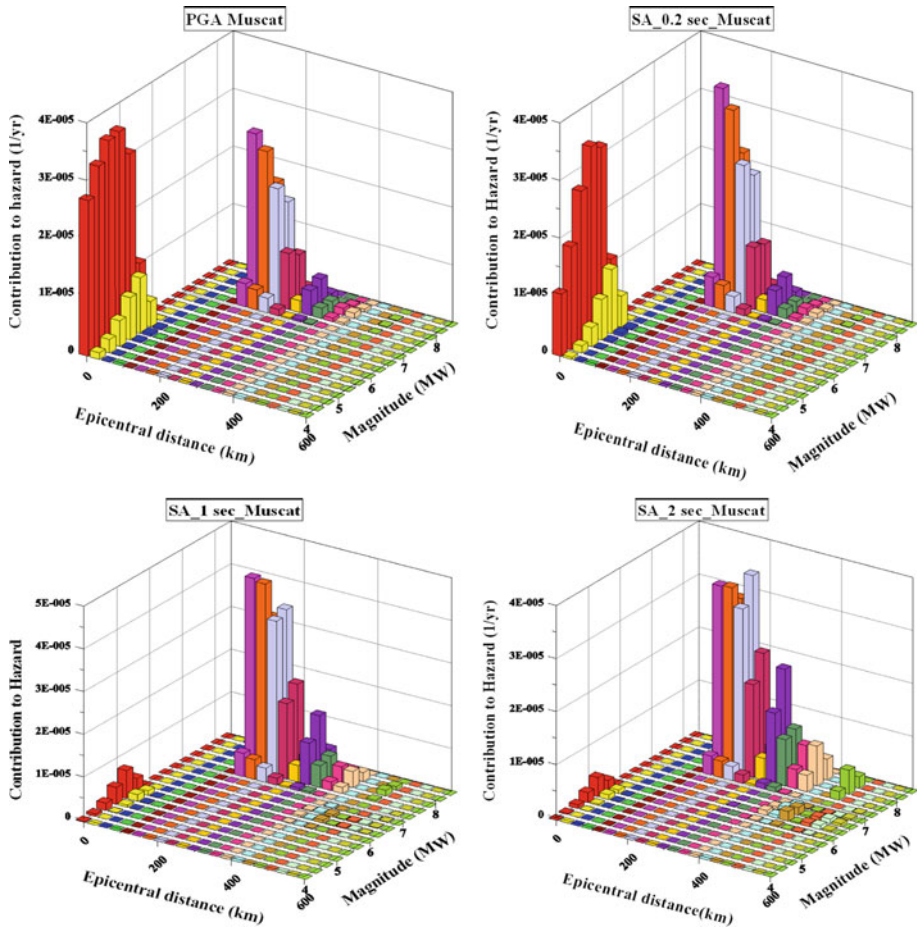 PGA Muscat
Contribution to hazard (1/yr)
4E-005
3E-005
2E-005
1E-005
0
0
200
400
600
Epicentral distance (km)
4
5
6
7
8
Magnitude (MW)
SA_0.2 sec_Muscat
Contribution to Hazard (1/yr)
4E-005
3E-005
2E-005
1E-005
0
0
200
400
600
Epicentral distance (km)
4
5
6
7
8
Magnitude (MW)
SA_1 sec_Muscat
Contribution to Hazard
5E-005
4E-005
3E-005
2E-005
1E-005
0
0
200
400
600
Epicentral distance (km)
4
5
6
7
8
Magnitude (MW)
SA_2 sec_Muscat
Contribution to Hazard (1/yr)
4E-005
3E-005
2E-005
1E-005
0
0
200
400
600
Epicentral distance(km)
4
5
6
7
8
Magnitude (MW)